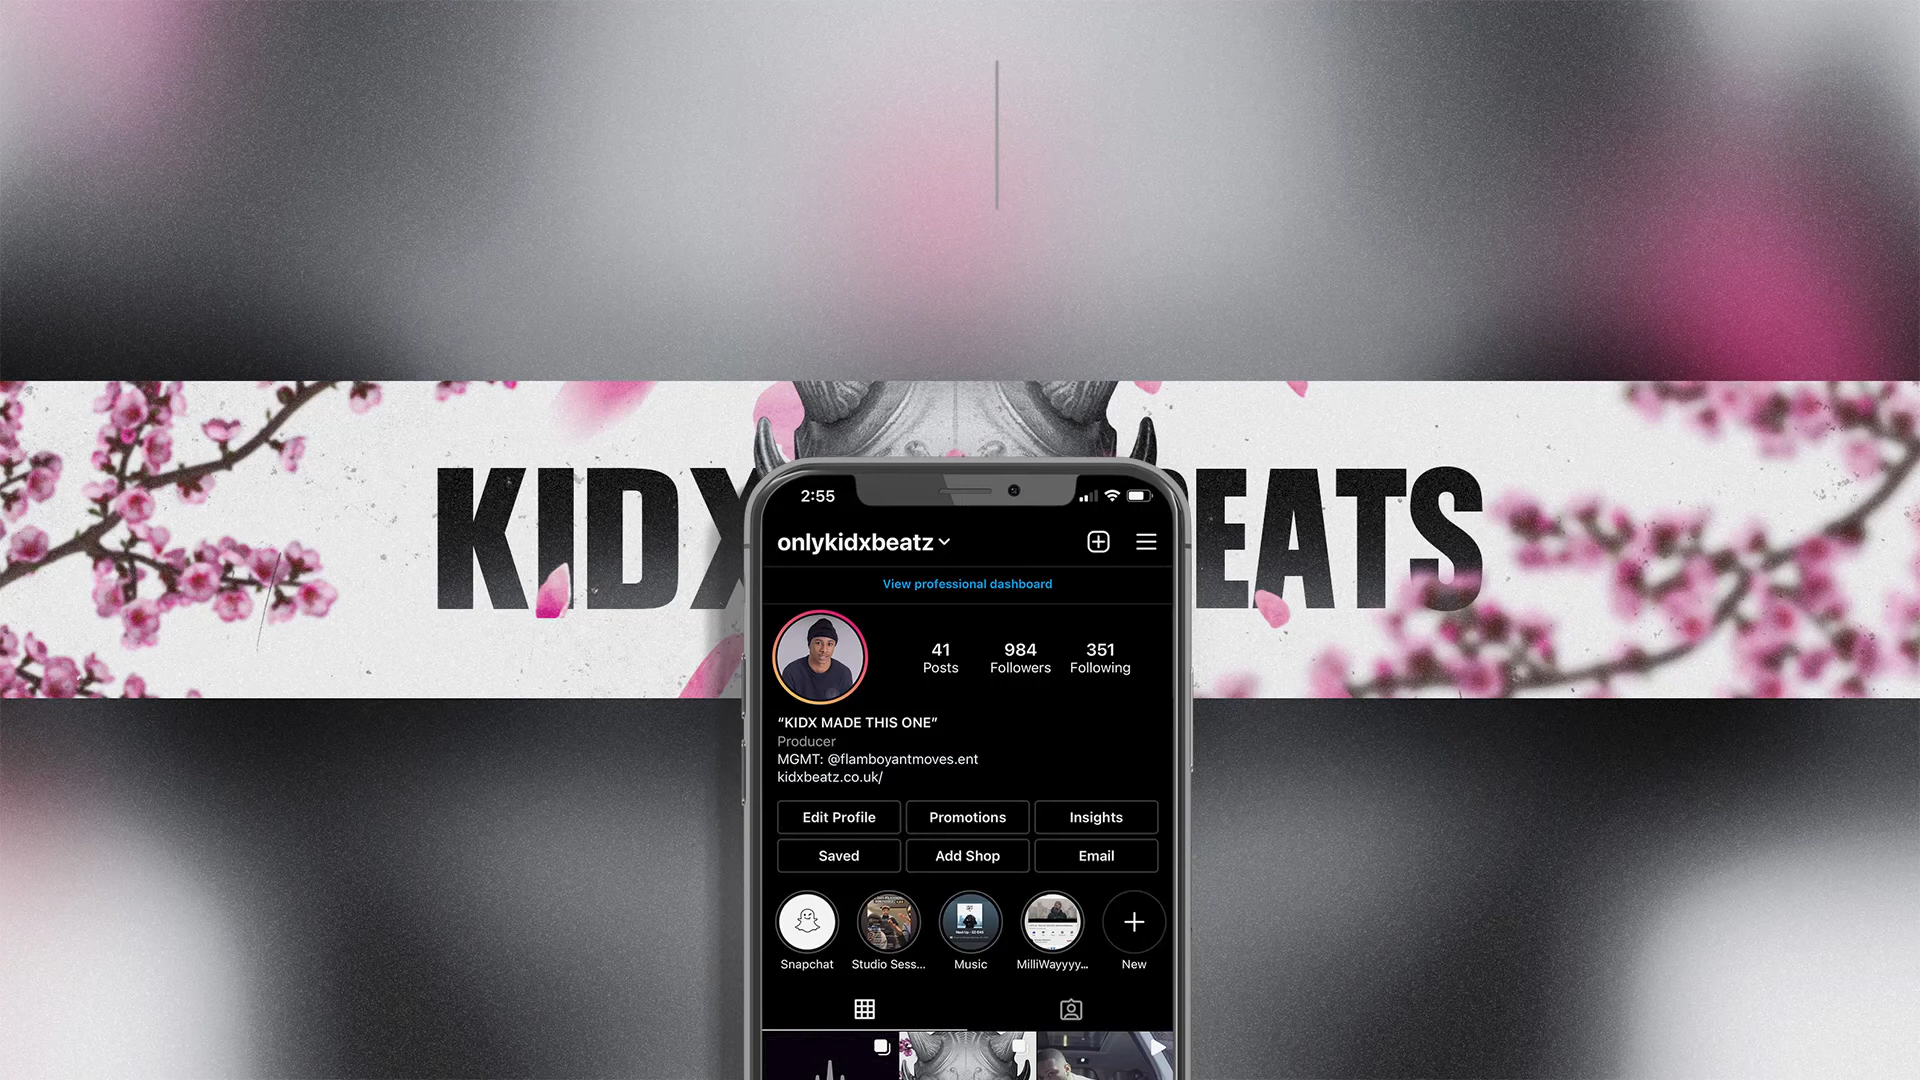 KIDX BEATS
2:55
onlykidxbeatz
View professional dashboard
41 984 351
Posts Followers Following
“KIDX MADE THIS ONE”
Producer
MGMT: @flamboyantmoves.ent
kidxbeatz.co.uk/
Edit Profile Promotions Insights
Saved Add Shop Email
Snapchat Studio Sess... Music MilliWayyyy... New